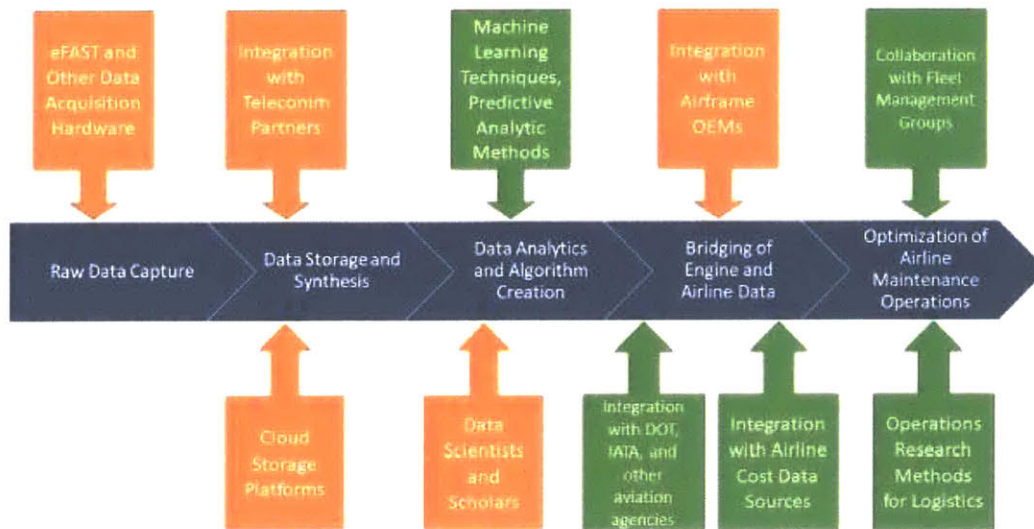 eFAST and
Other Data
Acquisition
Hardware
Integration
with
Teleconim
Partners
Machine
Learning
Techniques,
Predictive
Analytic
Methods
Integration
with
Airframe
OEMs
Collaboration
with Fleet
Management
Groups
Raw Data Capture
Data Storage and
Synthesis
Data Analytics
and Algorithm
Creation
Bridging of
Engine and
Airline Data
Optimization of
Airline
Maintenance
Operations
Cloud
Storage
Platforms
Data
Scientists
and
Scholars
Integration
with DOT,
IATA, and
other
aviation
agencies
Integration
with Airline
Cost Data
Sources
Operations
Research
Methods
for Logistics